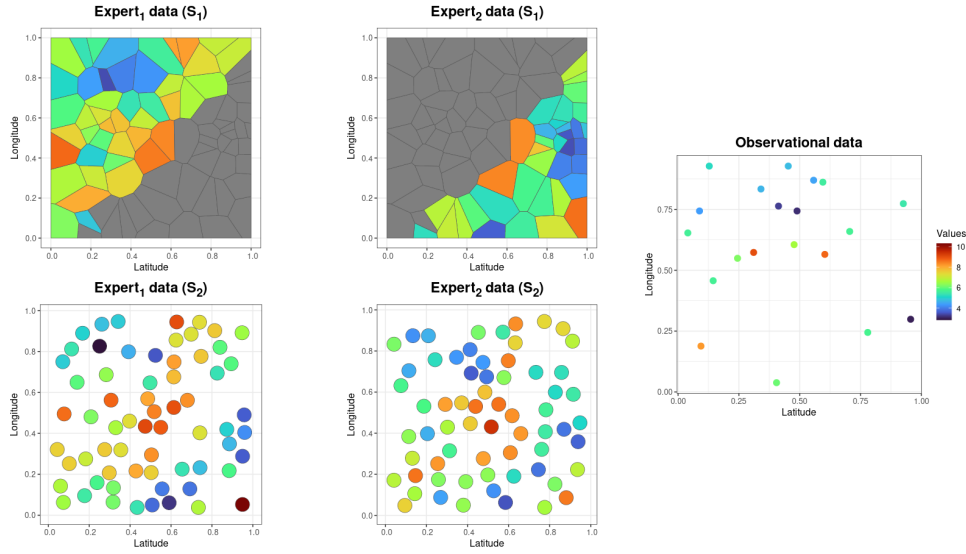 Expert1 data (S1)
Expert2 data (S1)
1.0
0.8
0.6
0.4
0.2
0.0
Longitude
0.0 0.2 0.4 0.6 0.8 1.0
Latitude
1.0
0.8
0.6
0.4
0.2
0.0
Longitude
0.0 0.2 0.4 0.6 0.8 1.0
Latitude
Observational data
0.75
0.50
0.25
0.00
Longitude
0.00 0.25 0.50 0.75 1.00
Latitude
Values
10
8
6
4
Expert1 data (S2)
Expert2 data (S2)
1.0
0.8
0.6
0.4
0.2
0.0
Longitude
0.0 0.2 0.4 0.6 0.8 1.0
Latitude
1.0
0.8
0.6
0.4
0.2
0.0
Longitude
0.0 0.2 0.4 0.6 0.8 1.0
Latitude